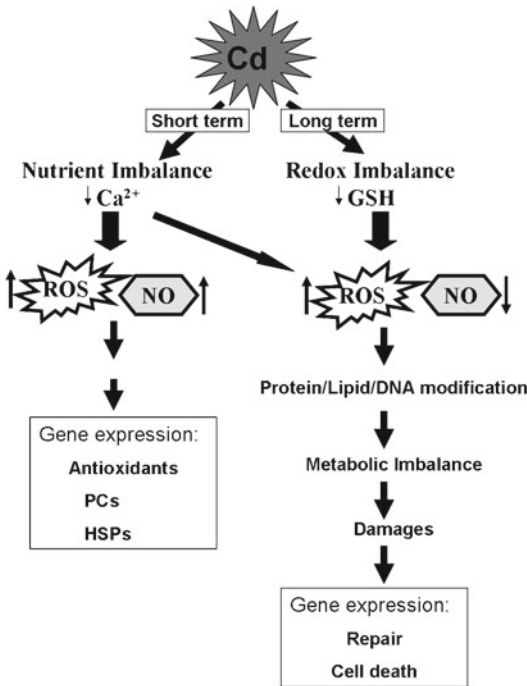 Cd
Short term
Long term
Nutrient Imbalance
↓ Ca²⁺
Redox Imbalance
↓ GSH
↑ ROS NO ↑
↑ ROS NO ↓
Gene expression:
Antioxidants
PCs
HSPs
Protein/Lipid/DNA modification
Metabolic Imbalance
Damages
Gene expression:
Repair
Cell death